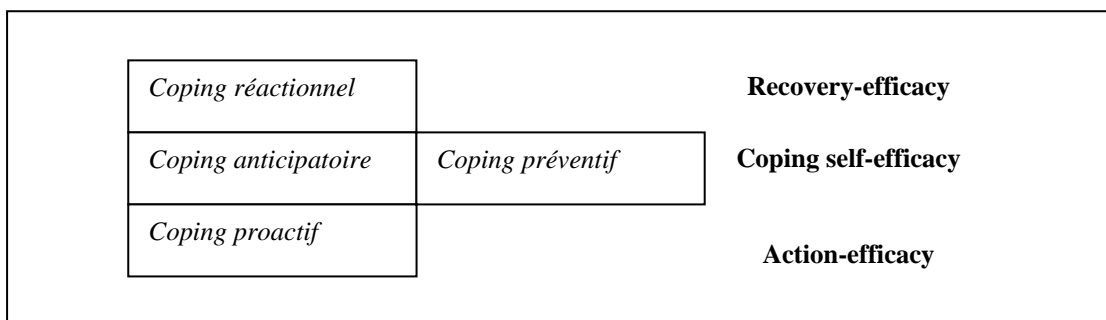 Coping réactionnel Recovery-efficacy
Coping anticipatoire Coping préventif Coping self-efficacy
Coping proactif
Action-efficacy